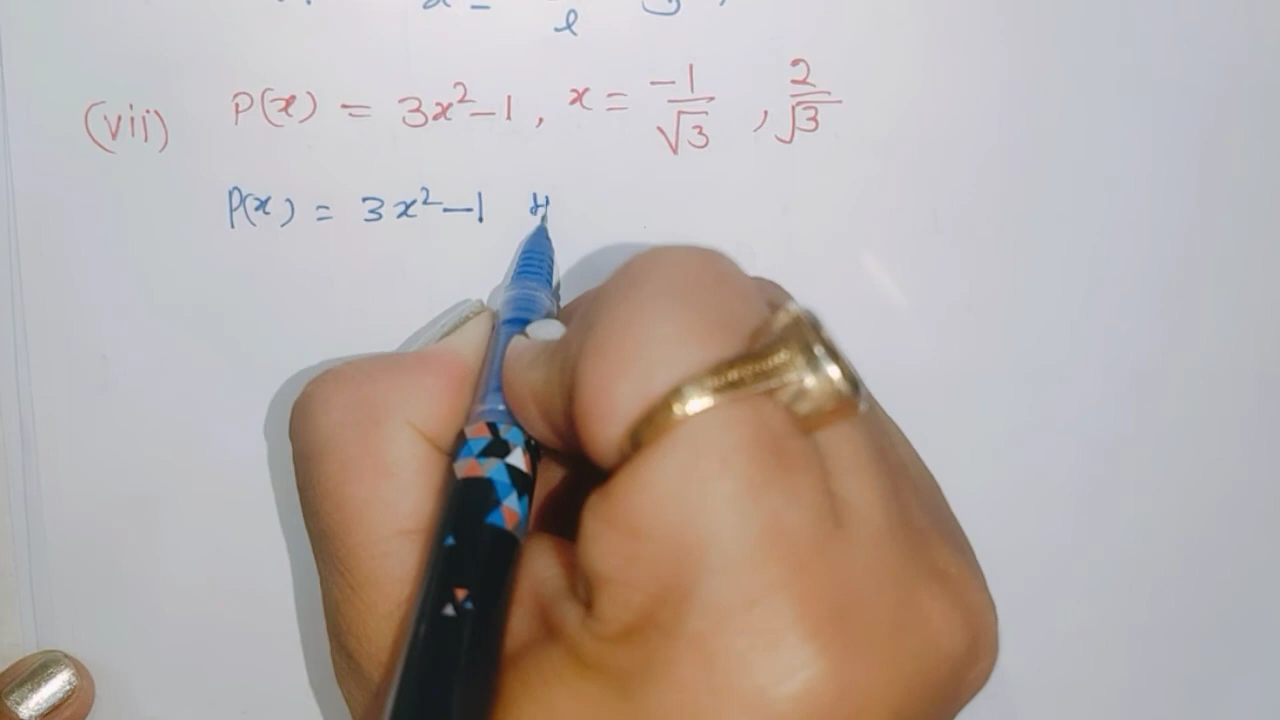 l
(vii) P(x) = 3x²-1, x = -1/√3, 2/√3
P(x) = 3x²-1